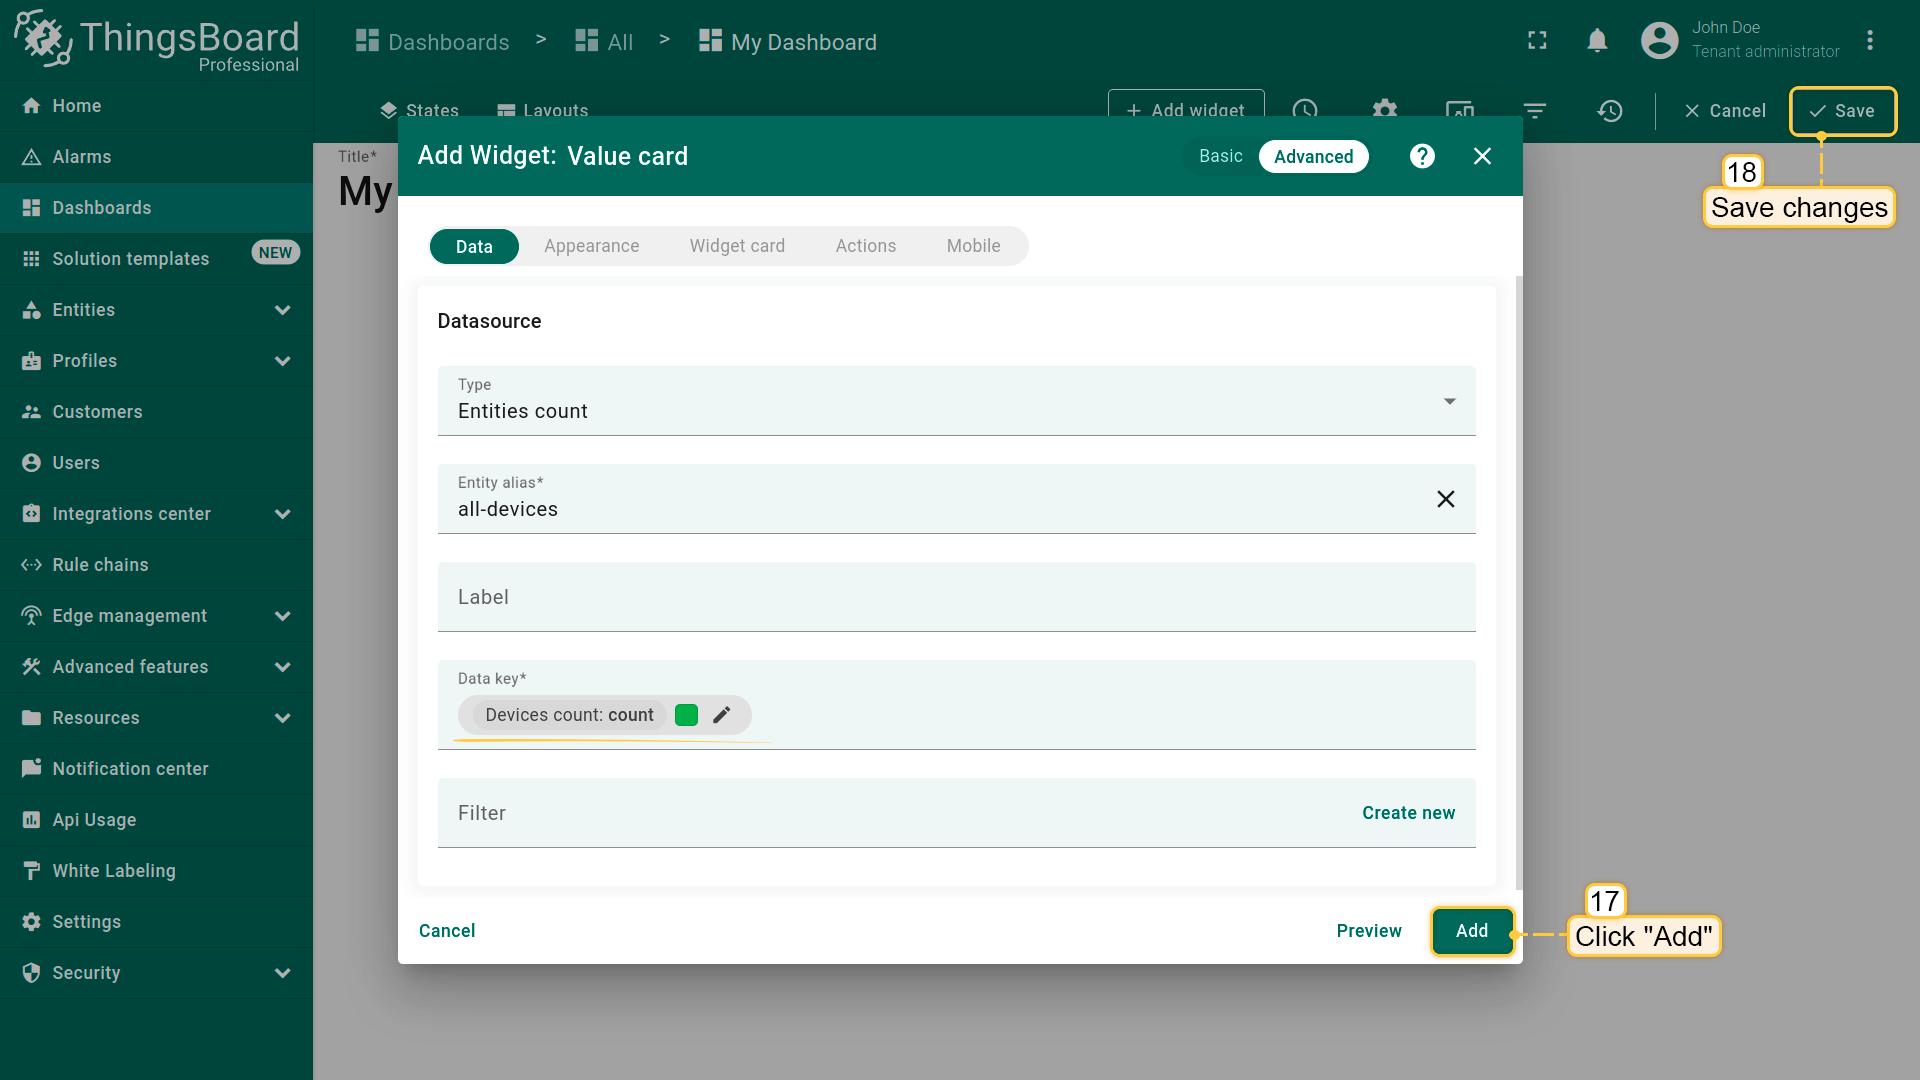 ThingsBoard
Professional
Dashboards > All > My Dashboard
John Doe
Tenant administrator
Home
Alarms
Dashboards
Solution templates NEW
Entities
Profiles
Customers
Users
Integrations center
Rule chains
Edge management
Advanced features
Resources
Notification center
Api Usage
White Labeling
Settings
Security
States Layouts + Add widget Cancel Save
18
Save changes
Title*
My
Add Widget: Value card Basic Advanced ?
Data Appearance Widget card Actions Mobile
Datasource
Type
Entities count
Entity alias*
all-devices
Label
Data key*
Devices count: count
Filter Create new
Cancel Preview Add
17
Click "Add"